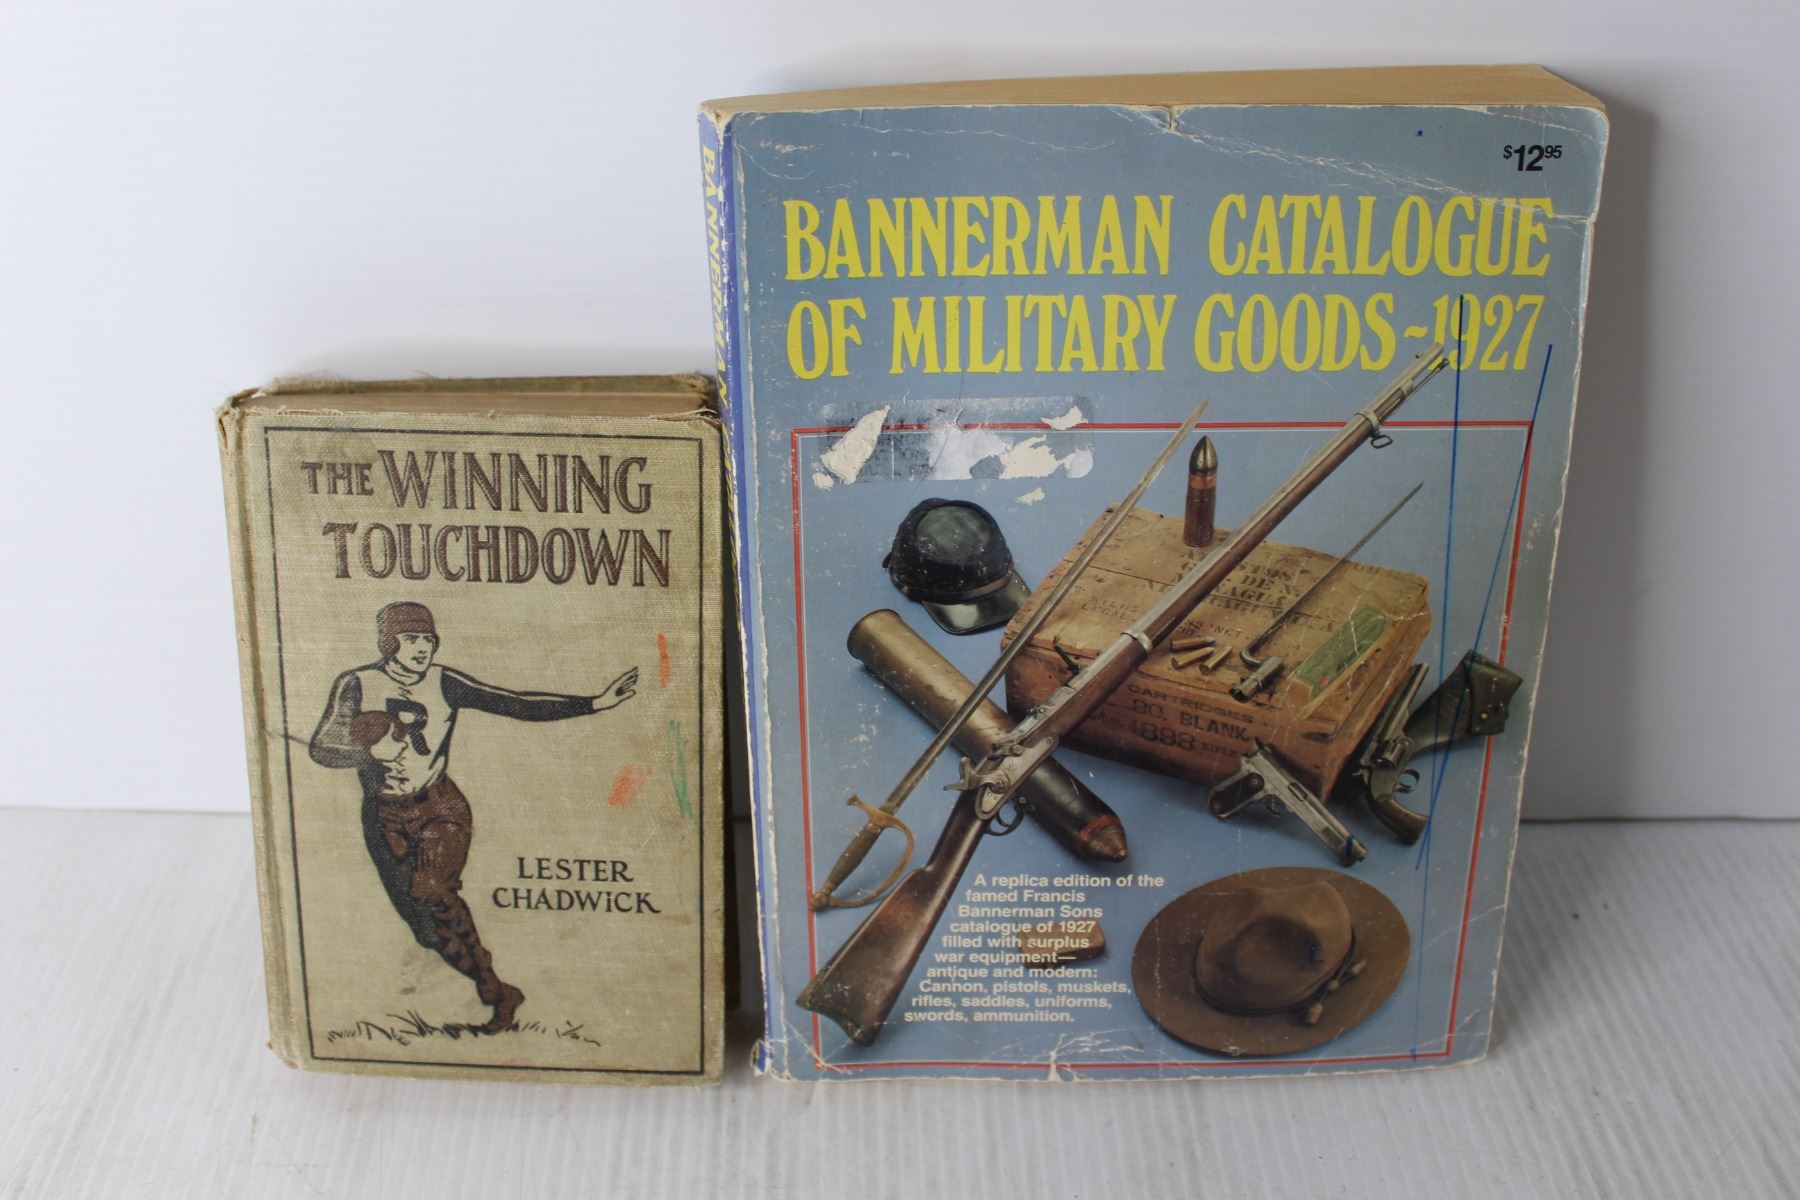 THE WINNING
TOUCHDOWN
R
LESTER
CHADWICK
BANNERMAN
$12.95
BANNERMAN CATALOGUE
OF MILITARY GOODS~1927
CARTRIDGES
BLANK
1898 RIFLE
A replica edition of the
famed Francis
Bannerman Sons
catalogue of 1927
filled with surplus
war equipment—
antique and modern:
Cannon, pistols, muskets,
rifles, saddles, uniforms,
swords, ammunition.